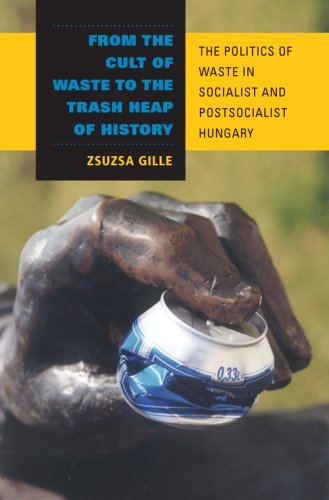 FROM THE
CULT OF
WASTE TO THE
TRASH HEAP
OF HISTORY
ZSUZSA GILLE
THE POLITICS OF
WASTE IN
SOCIALIST AND
POSTSOCIALIST
HUNGARY
0,33L